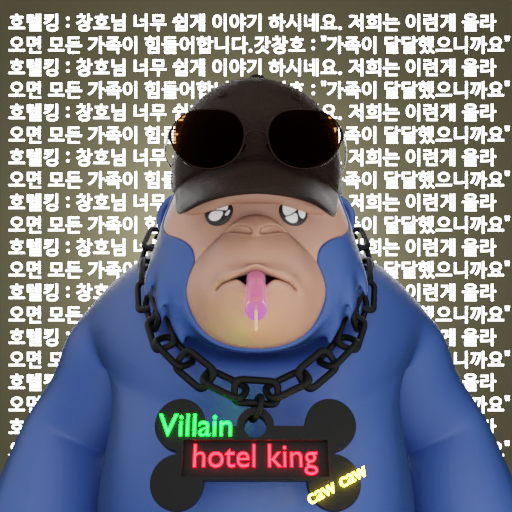 호텔킹 : 창호님 너무 쉽게 이야기 하시네요. 저희는 이런게 올라
오면 모든 가족이 힘들어합니다.갓창호 : "가족이 달달했으니까요"
호텔킹 : 창호님 너무 쉽게 이야기 하시네요. 저희는 이런게 올라
오면 모든 가족이 힘들어합 : "가족이 달달했으니까요"
호텔킹 : 창호님 너무 요. 저희는 이런게 올라
오면 모든 가족이 힘들 달달했으니까요"
호텔킹 : 창호님 너무 저희는 이런게 올라
오면 모든 가족이 힘들 달달했으니까요"
호텔킹 : 창호님 너무 저희는 이런게 올라
오면 모든 가족이 달달했으니까요"
호텔킹 : 창호님 이런게 올라
오면 모든 가족 달달했으니까요"
호텔킹 : 창호 이런게 올라
오면 모든 했으니까요"
호텔킹 : 올라
오면 니까요"
호텔킹 올라
오면
호텔킹
Villain
hotel king
caw caw